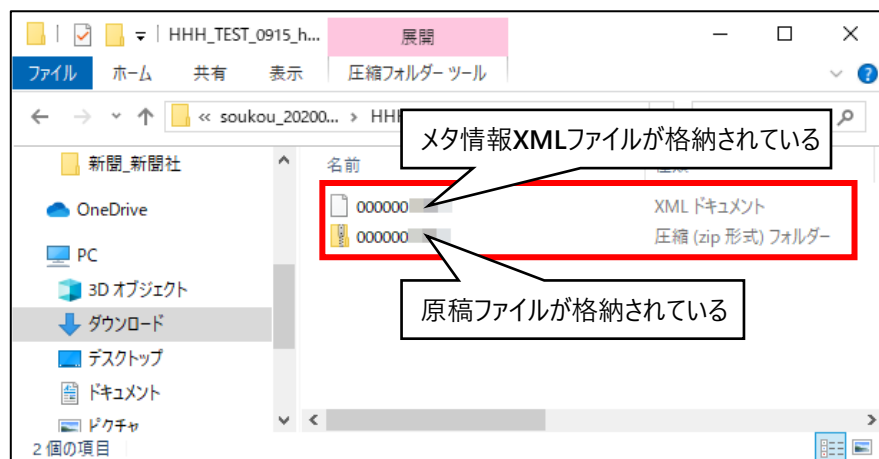 HHH_TEST_0915_h...
展開
ファイル ホーム 共有 表示 圧縮フォルダー ツール
« soukou_20200... › HHH
メタ情報XMLファイルが格納されている
新聞_新聞社
名前
OneDrive
000000
XML ドキュメント
000000
圧縮 (zip 形式) フォルダー
PC
3D オブジェクト
原稿ファイルが格納されている
ダウンロード
デスクトップ
ドキュメント
ピクチャ
2 個の項目